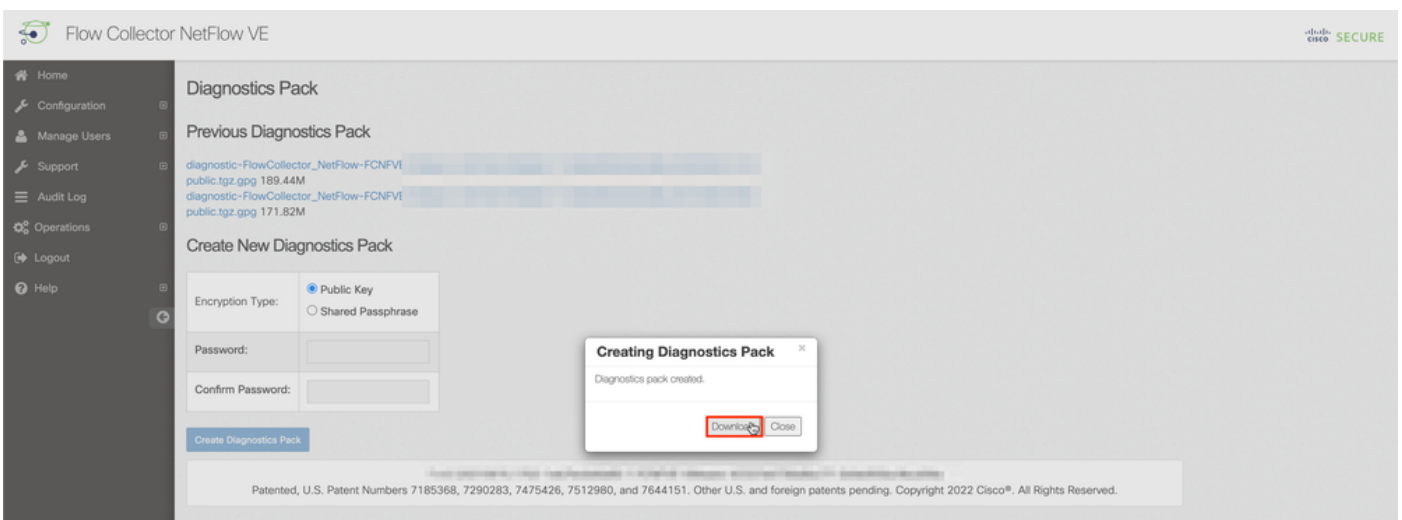 Flow Collector NetFlow VE
cisco SECURE
Home
Configuration
Manage Users
Support
Audit Log
Operations
Logout
Help
Diagnostics Pack
Previous Diagnostics Pack
diagnostic-FlowCollector_NetFlow-FCNFVE
public.tgz.gpg 189.44M
diagnostic-FlowCollector_NetFlow-FCNFVE
public.tgz.gpg 171.82M
Create New Diagnostics Pack
Encryption Type:
Public Key
Shared Passphrase
Password:
Confirm Password:
Create Diagnostics Pack
Creating Diagnostics Pack ×
Diagnostics pack created.
Download Close
Patented, U.S. Patent Numbers 7185368, 7290283, 7475426, 7512980, and 7644151. Other U.S. and foreign patents pending. Copyright 2022 Cisco®. All Rights Reserved.